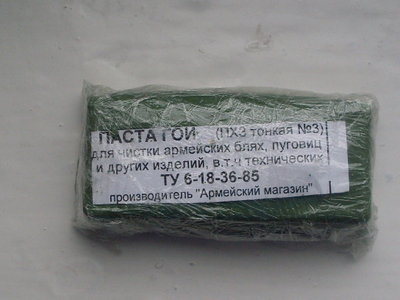 ПАСТА ГОИ (ПХЗ тонкая №3)
для чистки армейских блях, пуговиц
и других изделий, в.т.ч технических
ТУ 6-18-36-85
производитель "Армейский магазин"